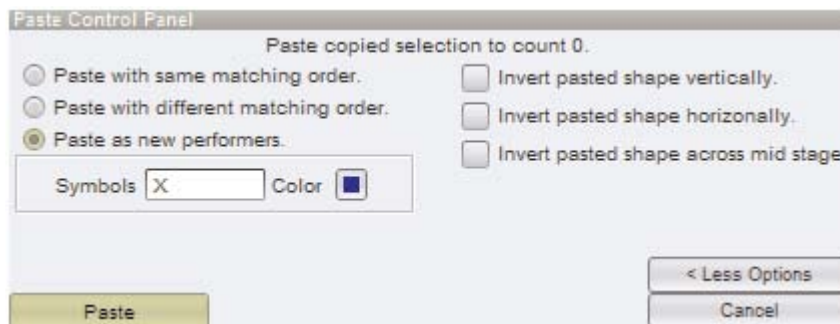 Paste Control Panel
Paste copied selection to count 0.
Paste with same matching order.
Paste with different matching order.
Paste as new performers.
Symbols X Color
Invert pasted shape vertically.
Invert pasted shape horizonally.
Invert pasted shape across mid stage
< Less Options
Paste
Cancel